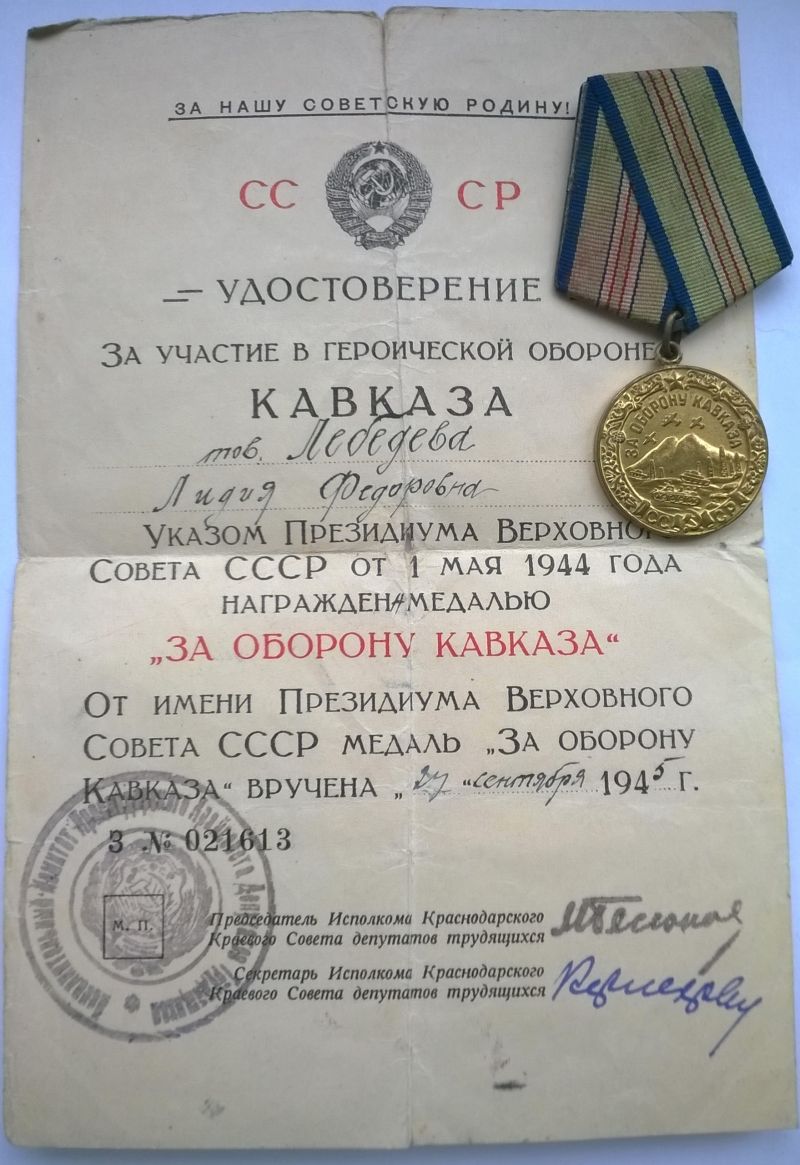 ЗА НАШУ СОВЕТСКУЮ РОДИНУ!
СС СР
УДОСТОВЕРЕНИЕ
ЗА УЧАСТИЕ В ГЕРОИЧЕСКОЙ ОБОРОНЕ
КАВКАЗА
тов. Лебедева
Лидия Федоровна
УКАЗОМ ПРЕЗИДИУМА ВЕРХОВНОГО
СОВЕТА СССР ОТ 1 МАЯ 1944 ГОДА
НАГРАЖДЕНА МЕДАЛЬЮ
„ЗА ОБОРОНУ КАВКАЗА“
ОТ ИМЕНИ ПРЕЗИДИУМА ВЕРХОВНОГО
СОВЕТА СССР МЕДАЛЬ „ЗА ОБОРОНУ
КАВКАЗА“ ВРУЧЕНА „27“ сентября 1945 г.
З № 021613
М. П.
Председатель Исполкома Краснодарского
Краевого Совета депутатов трудящихся
Секретарь Исполкома Краснодарского
Краевого Совета депутатов трудящихся
ЗА ОБОРОНУ КАВКАЗА
СССР